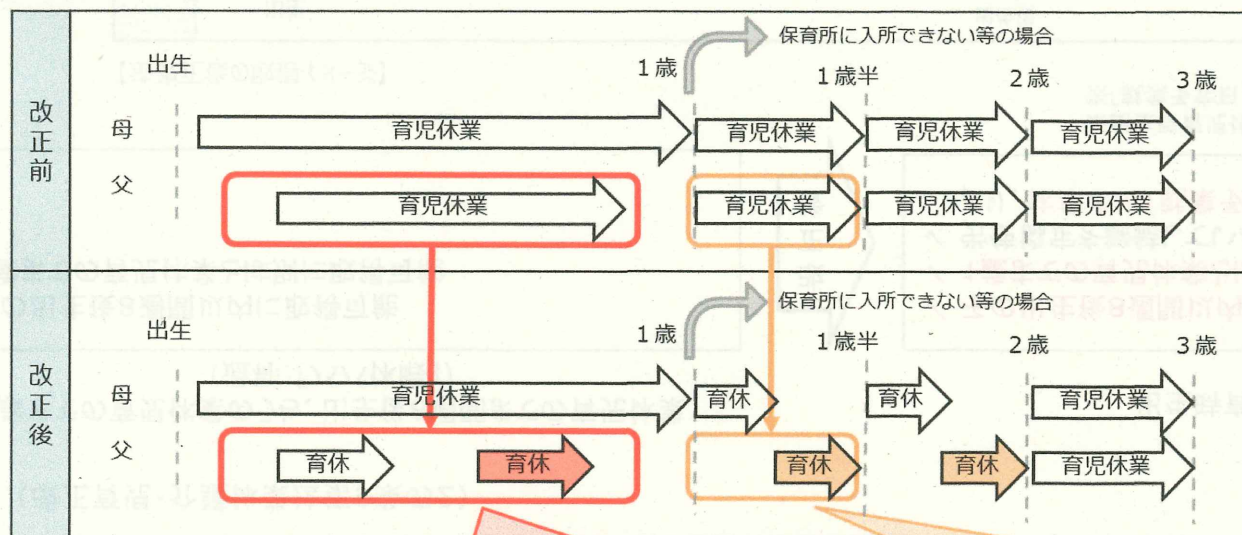 改正前
保育所に入所できない等の場合
出生
1歳
1歳半
2歳
3歳
母
育児休業
育児休業
育児休業
育児休業
父
育児休業
育児休業
育児休業
育児休業
改正後
保育所に入所できない等の場合
出生
1歳
1歳半
2歳
3歳
母
育児休業
育休
育休
育児休業
父
育休
育休
育休
育休
育児休業